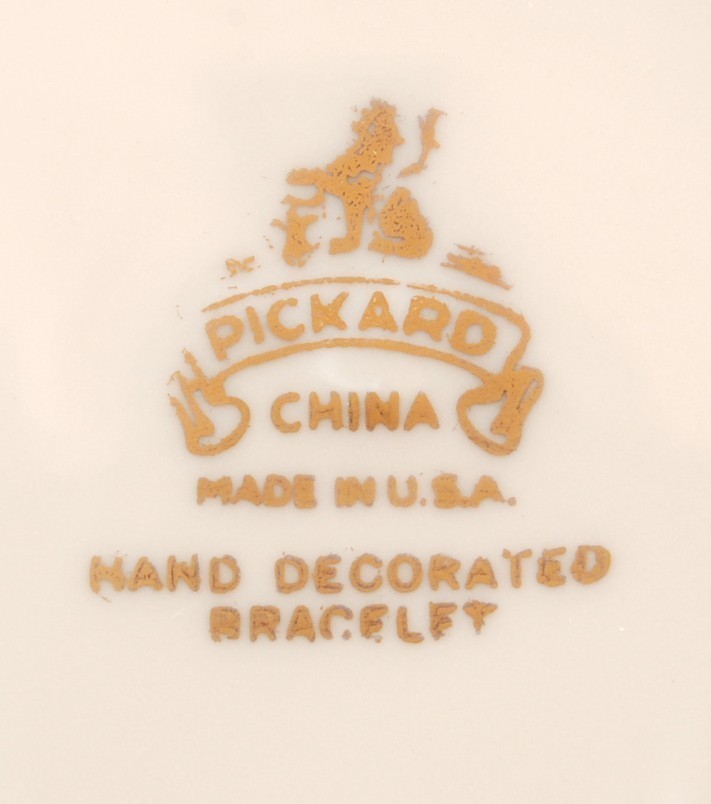 PICKARD
CHINA
MADE IN U.S.A.
HAND DECORATED
BRACELET